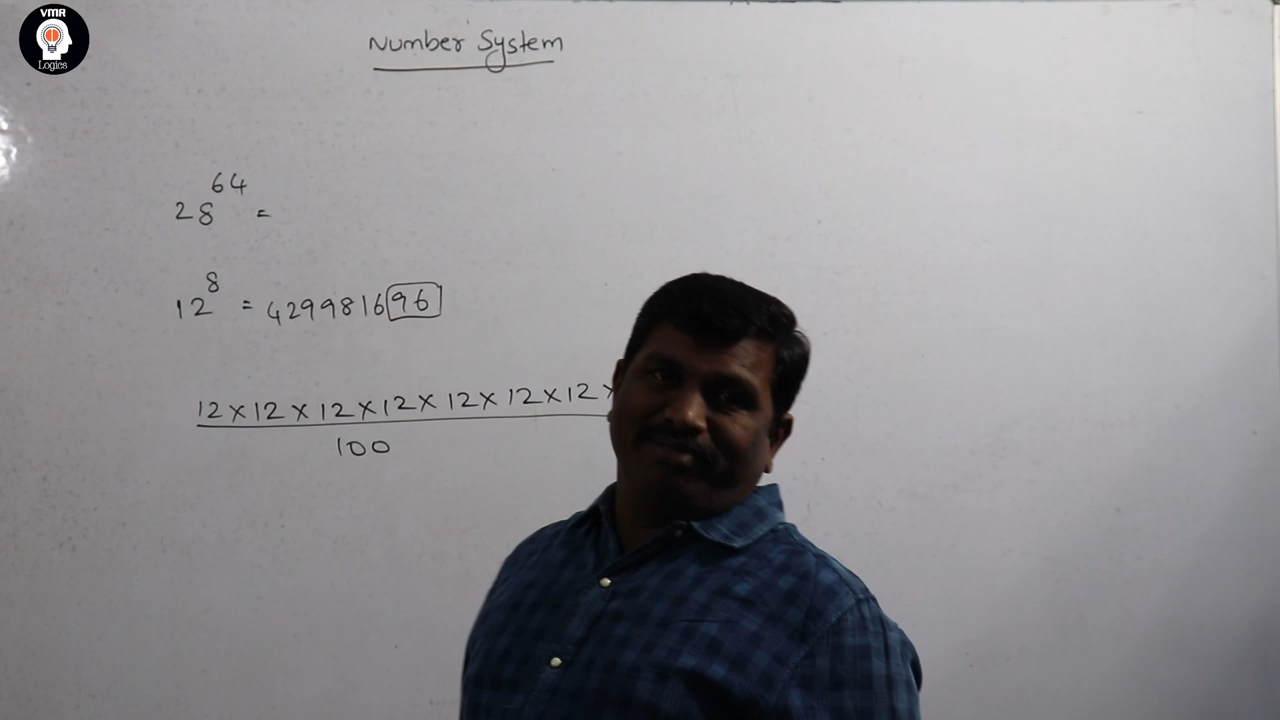 VMR
Logics
Number System
28^64 =
12^8 = 429981696
12 × 12 × 12 × 12 × 12 × 12 × 12 ×
100